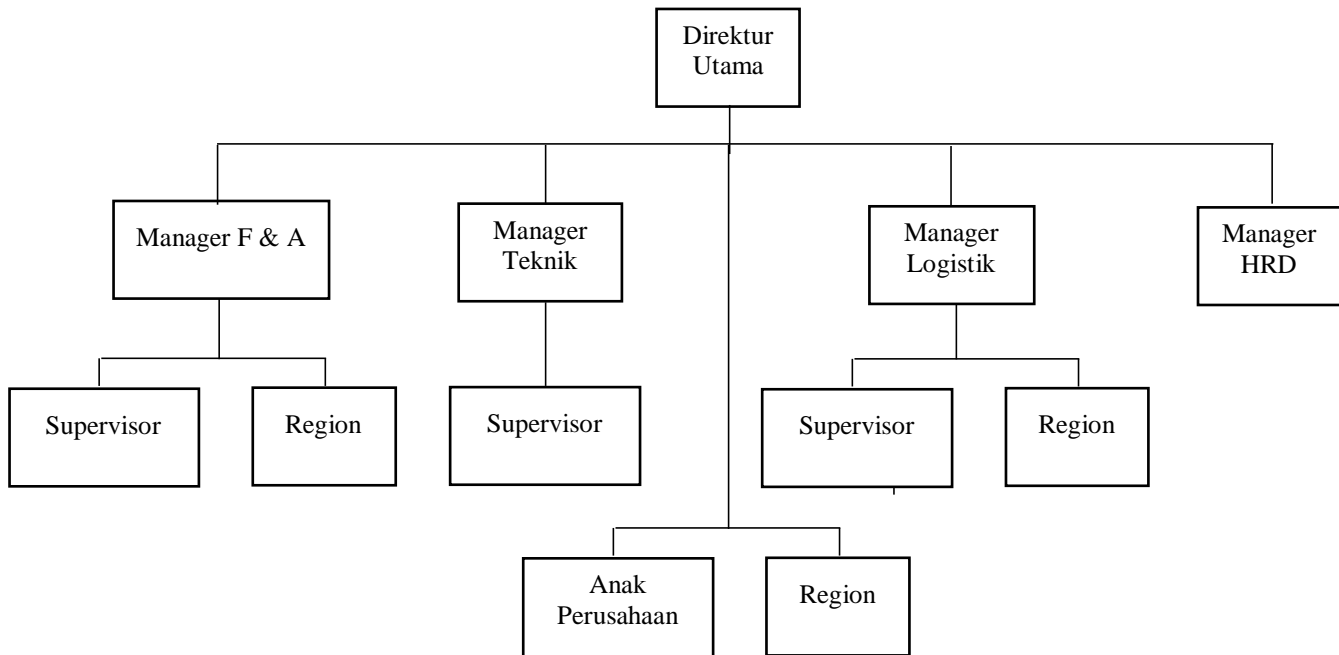 Direktur
Utama
Manager F & A
Manager
Teknik
Manager
Logistik
Manager
HRD
Supervisor
Region
Supervisor
Supervisor
Region
Anak
Perusahaan
Region